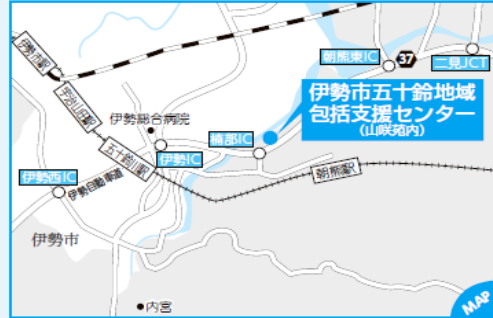 伊勢市駅
宇治山田駅
五十鈴川駅
伊勢総合病院
朝熊東IC
37
二見JCT
伊勢市五十鈴地域
包括支援センター
(山咲苑内)
楠部IC
伊勢IC
伊勢西IC
伊勢自動車道
朝熊駅
伊勢市
内宮
MAP